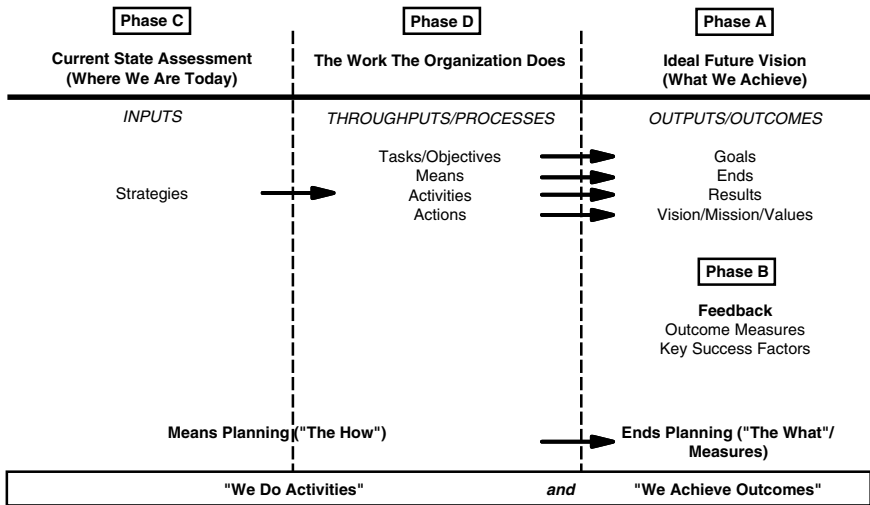 Phase C
Phase D
Phase A
Current State Assessment
(Where We Are Today)
The Work The Organization Does
Ideal Future Vision
(What We Achieve)
INPUTS
THROUGHPUTS/PROCESSES
OUTPUTS/OUTCOMES
Tasks/Objectives
Goals
Means
Ends
Strategies
Activities
Results
Actions
Vision/Mission/Values
Phase B
Feedback
Outcome Measures
Key Success Factors
Means Planning ("The How")
Ends Planning ("The What"/
Measures)
"We Do Activities"
and
"We Achieve Outcomes"